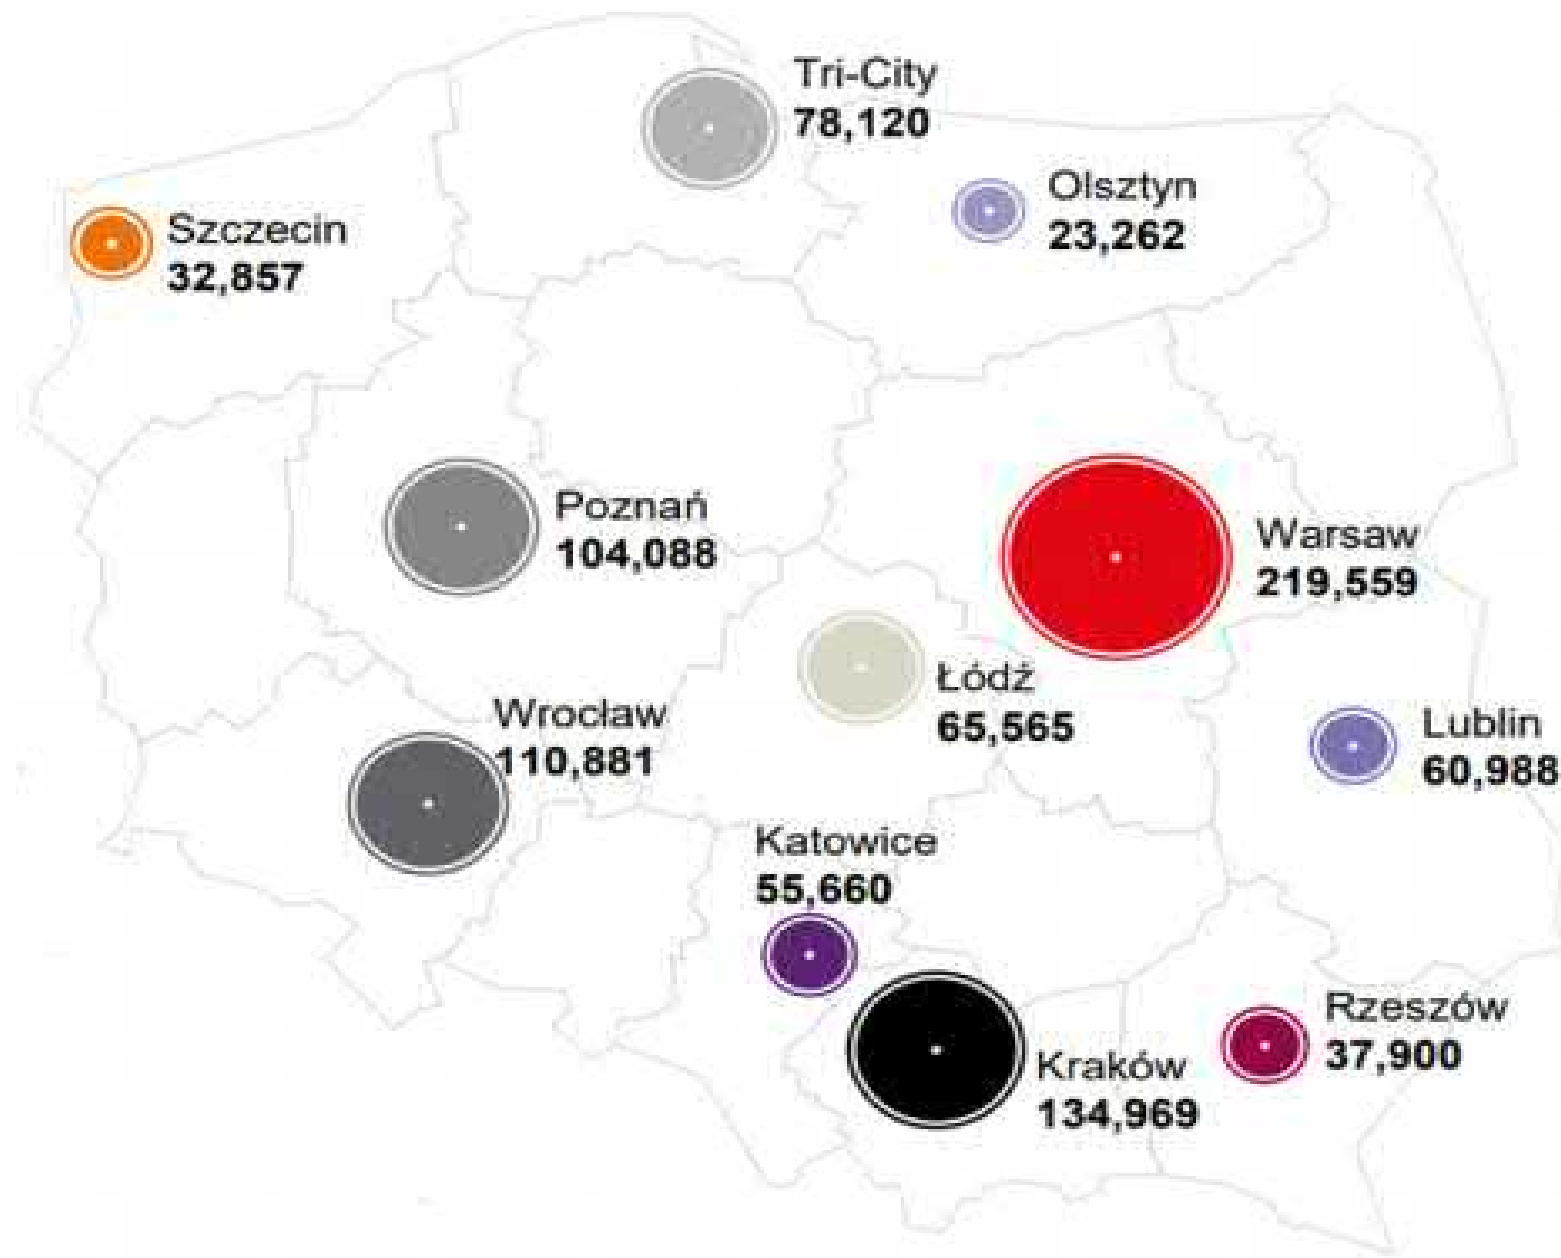 Tri-City
78,120
Olsztyn
23,262
Szczecin
32,857
Poznań
104,088
Warsaw
219,559
Łódź
65,565
Wrocław
110,881
Lublin
60,988
Katowice
55,660
Rzeszów
37,900
Kraków
134,969